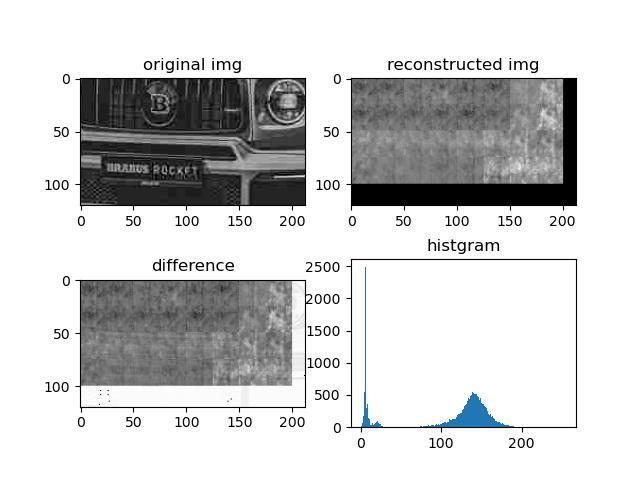 original img
0
50
100
0 50 100 150 200
B
BRABUS ROCKET
reconstructed img
0
50
100
0 50 100 150 200
difference
0
50
100
0 50 100 150 200
histgram
2500
2000
1500
1000
500
0
0 100 200